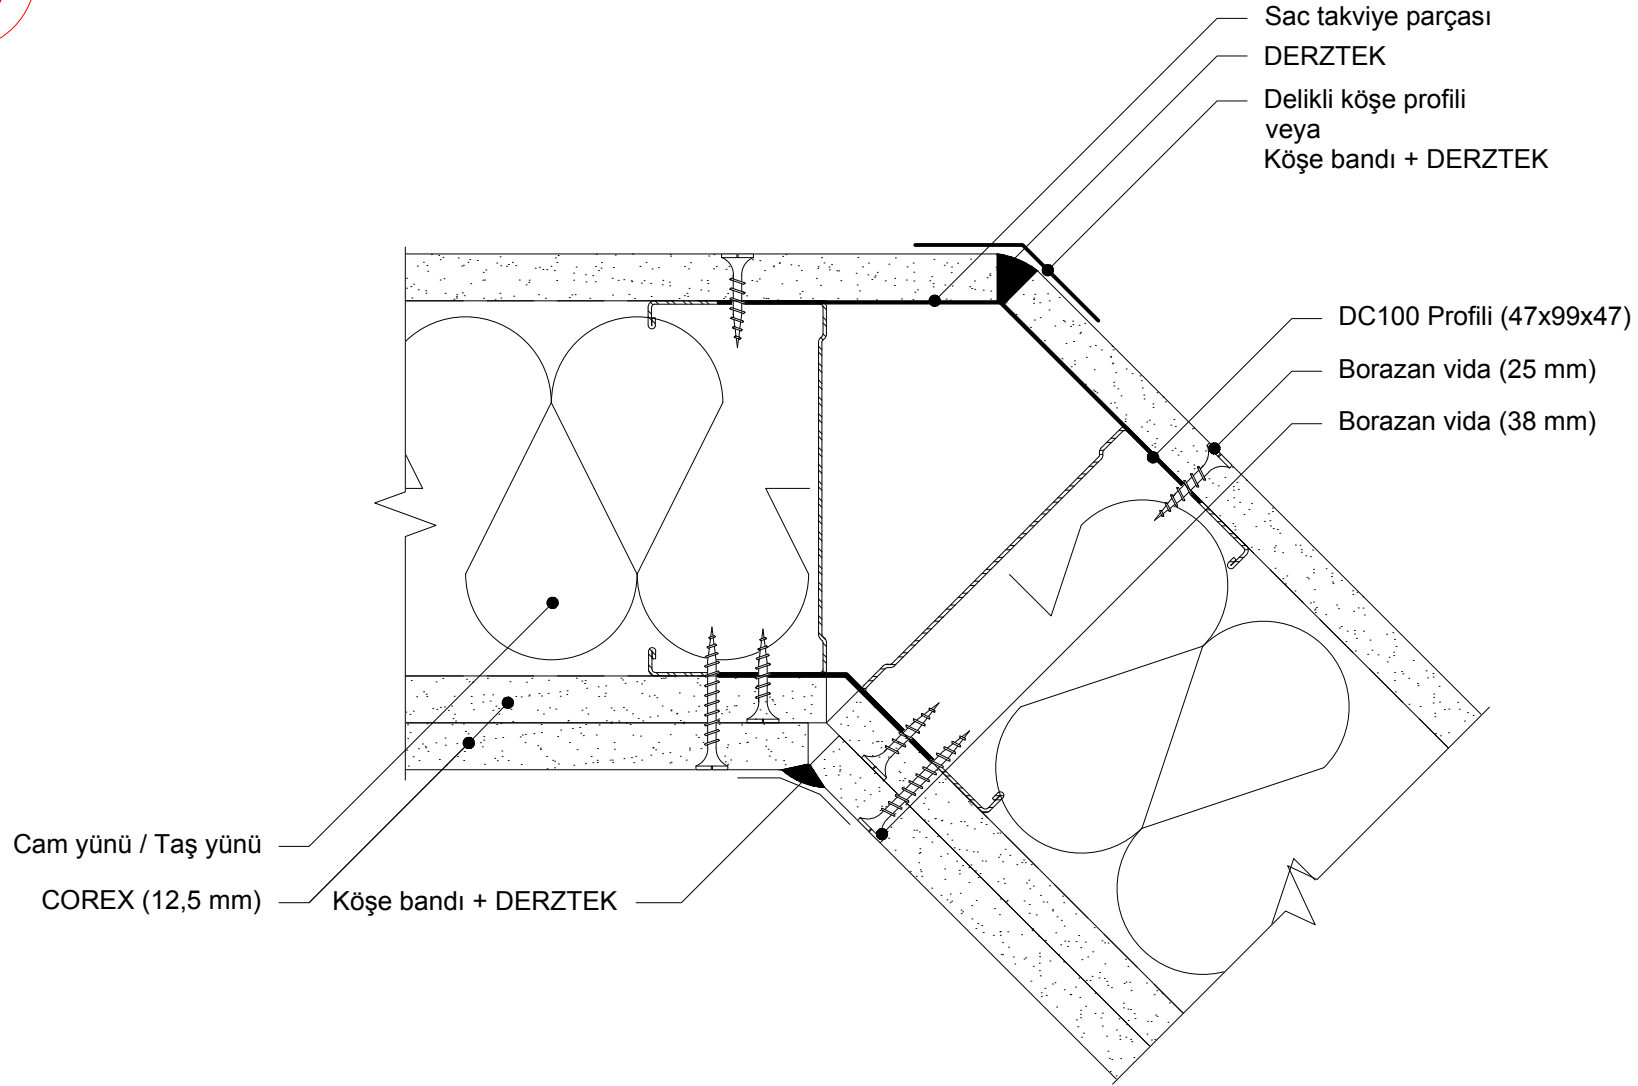 Sac takviye parçası
DERZTEK
Delikli köşe profili
veya
Köşe bandı + DERZTEK
DC100 Profili (47x99x47)
Borazan vida (25 mm)
Borazan vida (38 mm)
Cam yünü / Taş yünü
COREX (12,5 mm)
Köşe bandı + DERZTEK